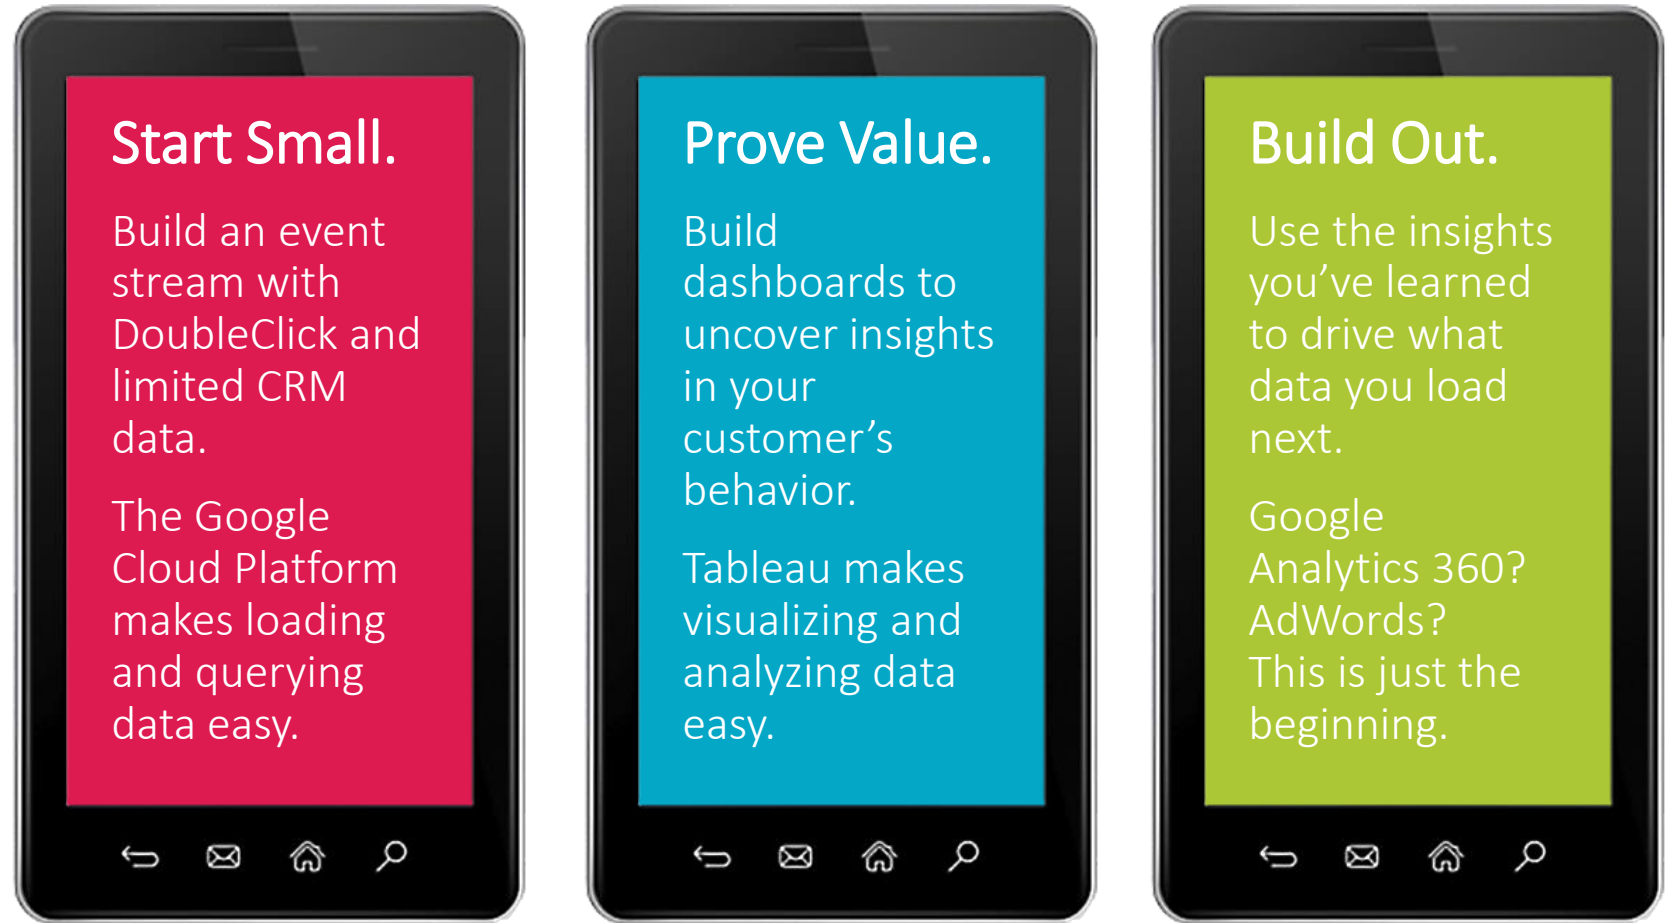 Start Small.
Build an event
stream with
DoubleClick and
limited CRM
data.
The Google
Cloud Platform
makes loading
and querying
data easy.
Prove Value.
Build
dashboards to
uncover insights
in your
customer’s
behavior.
Tableau makes
visualizing and
analyzing data
easy.
Build Out.
Use the insights
you’ve learned
to drive what
data you load
next.
Google
Analytics 360?
AdWords?
This is just the
beginning.